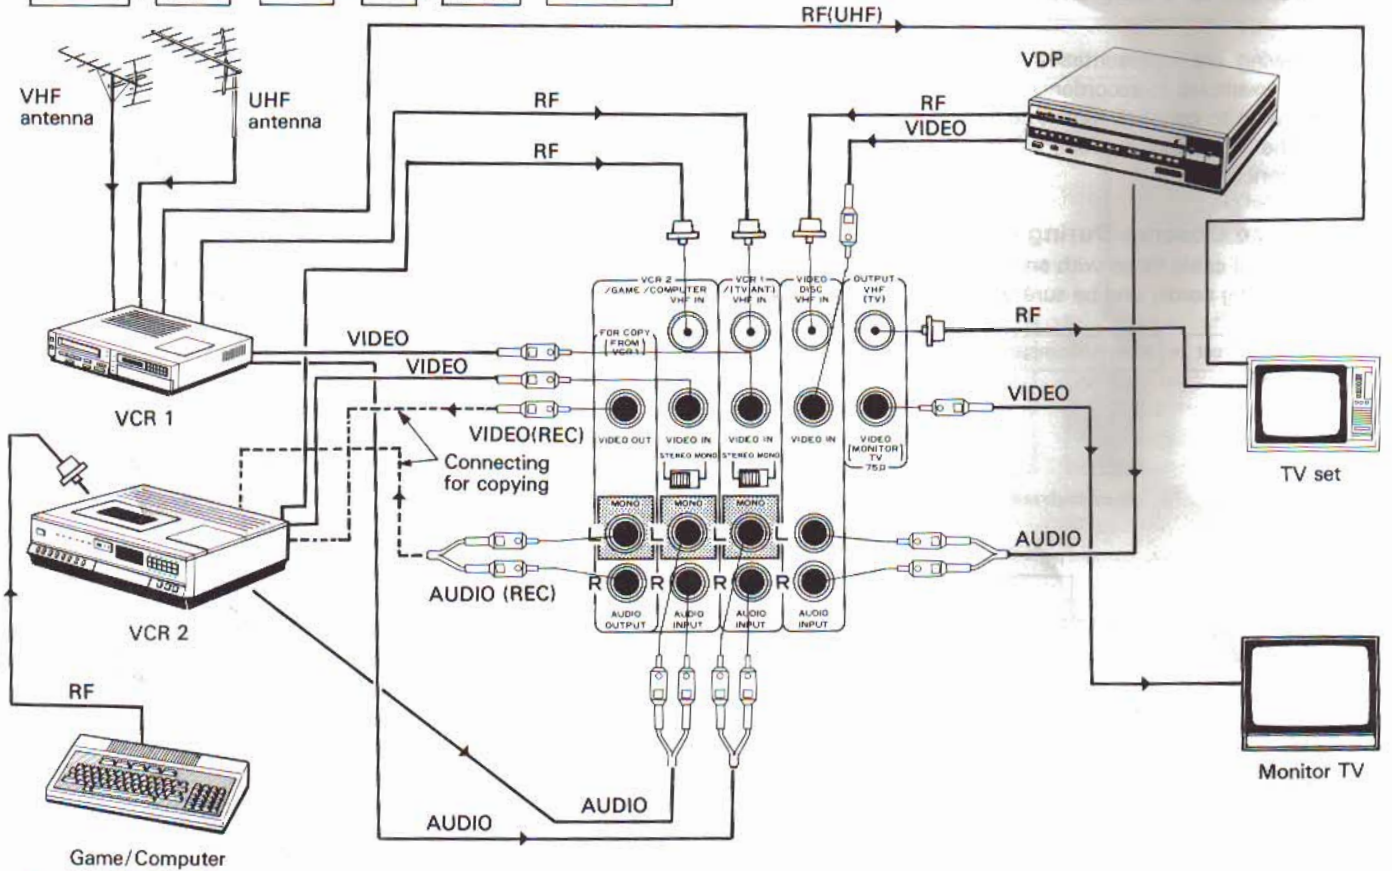 RF(UHF)
VHF
antenna
UHF
antenna
VDP
RF
RF
RF
VIDEO
VCR 2
/GAME /COMPUTER
VHF IN
VCR 1
/(TV ANT)
VHF IN
VIDEO
DISC
VHF IN
OUTPUT
VHF
(TV)
FOR COPY
[FROM
VCR 1]
RF
VIDEO
VIDEO
VIDEO
VCR 1
VIDEO(REC)
VIDEO OUT
VIDEO IN
VIDEO IN
VIDEO IN
VIDEO
[MONITOR
TV]
75Ω
STEREO MONO
STEREO MONO
TV set
Connecting
for copying
MONO
MONO
MONO
L
L
L
L
AUDIO
AUDIO (REC)
R
R
R
R
AUDIO
OUTPUT
AUDIO
INPUT
AUDIO
INPUT
AUDIO
INPUT
VCR 2
RF
Monitor TV
AUDIO
AUDIO
Game/Computer